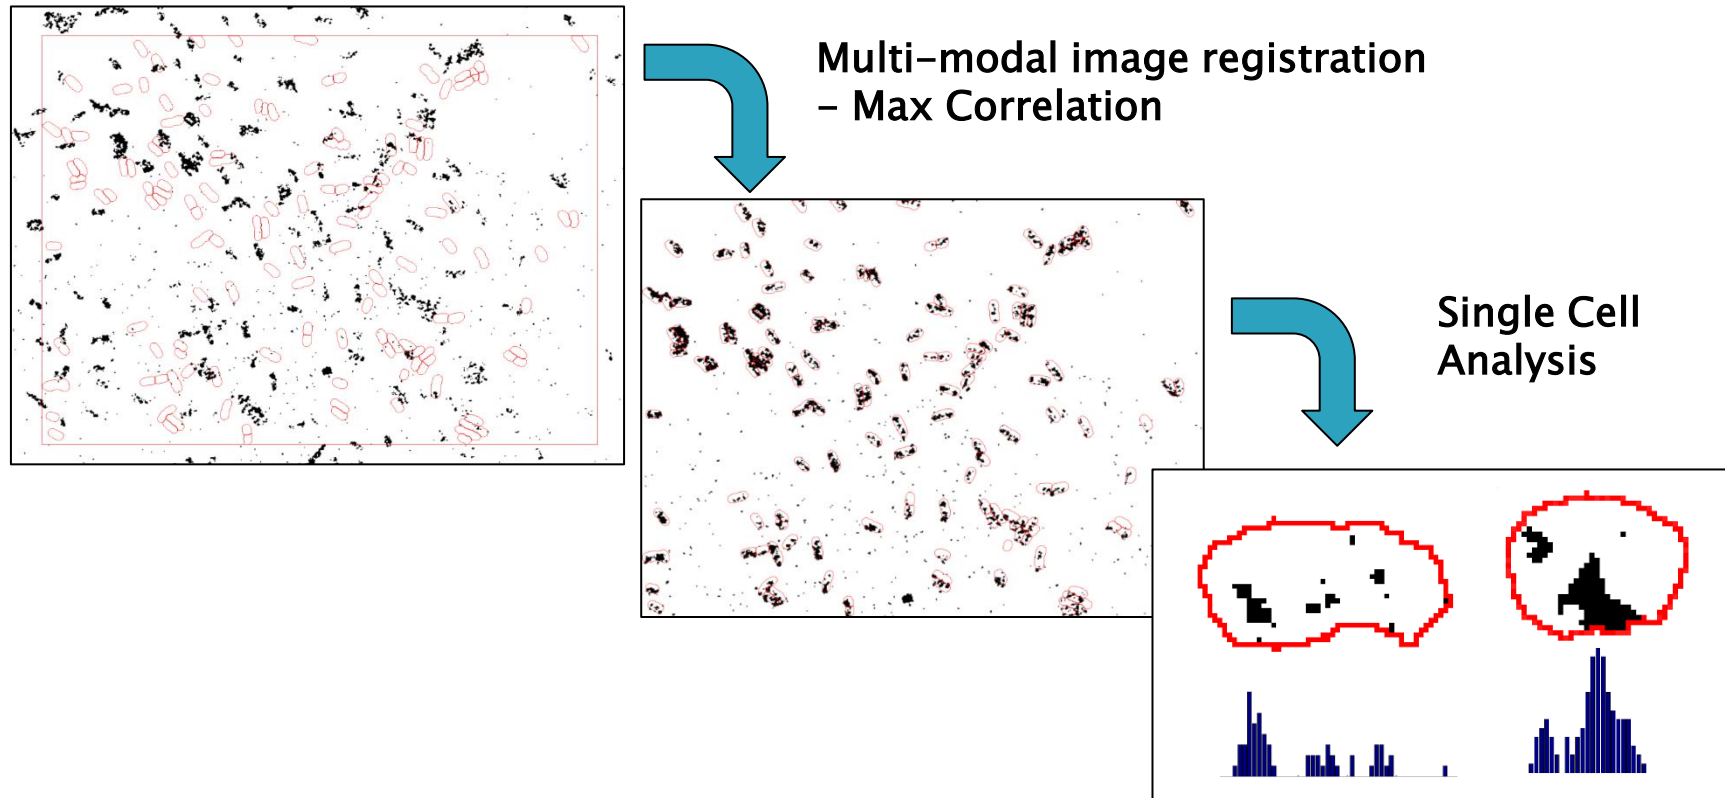 Multi-modal image registration
- Max Correlation
Single Cell
Analysis